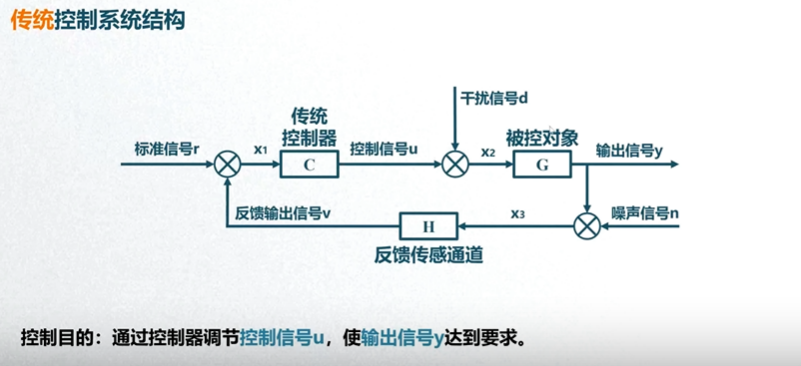 传统控制系统结构
干扰信号d
传统
控制器
被控对象
标准信号r
x1
C
控制信号u
x2
G
输出信号y
反馈输出信号v
H
x3
噪声信号n
反馈传感通道
控制目的：通过控制器调节控制信号u，使输出信号y达到要求。